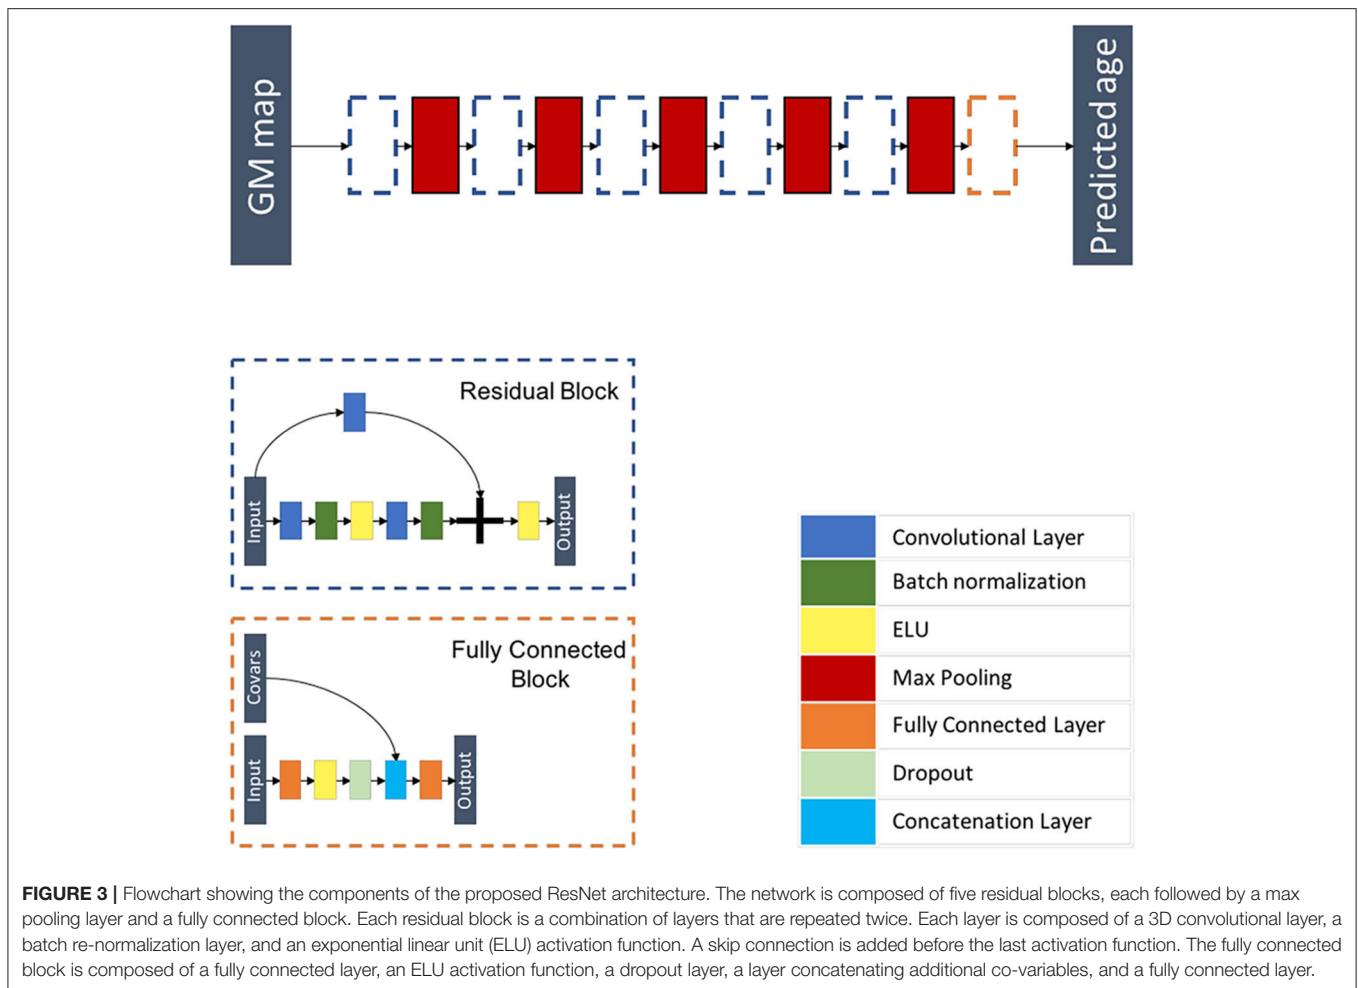 GM map
Predicted age
Residual Block
Input
Output
Covars
Fully Connected
Block
Input
Output
Convolutional Layer
Batch normalization
ELU
Max Pooling
Fully Connected Layer
Dropout
Concatenation Layer
FIGURE 3 | Flowchart showing the components of the proposed ResNet architecture. The network is composed of five residual blocks, each followed by a max
pooling layer and a fully connected block. Each residual block is a combination of layers that are repeated twice. Each layer is composed of a 3D convolutional layer, a
batch re-normalization layer, and an exponential linear unit (ELU) activation function. A skip connection is added before the last activation function. The fully connected
block is composed of a fully connected layer, an ELU activation function, a dropout layer, a layer concatenating additional co-variables, and a fully connected layer.